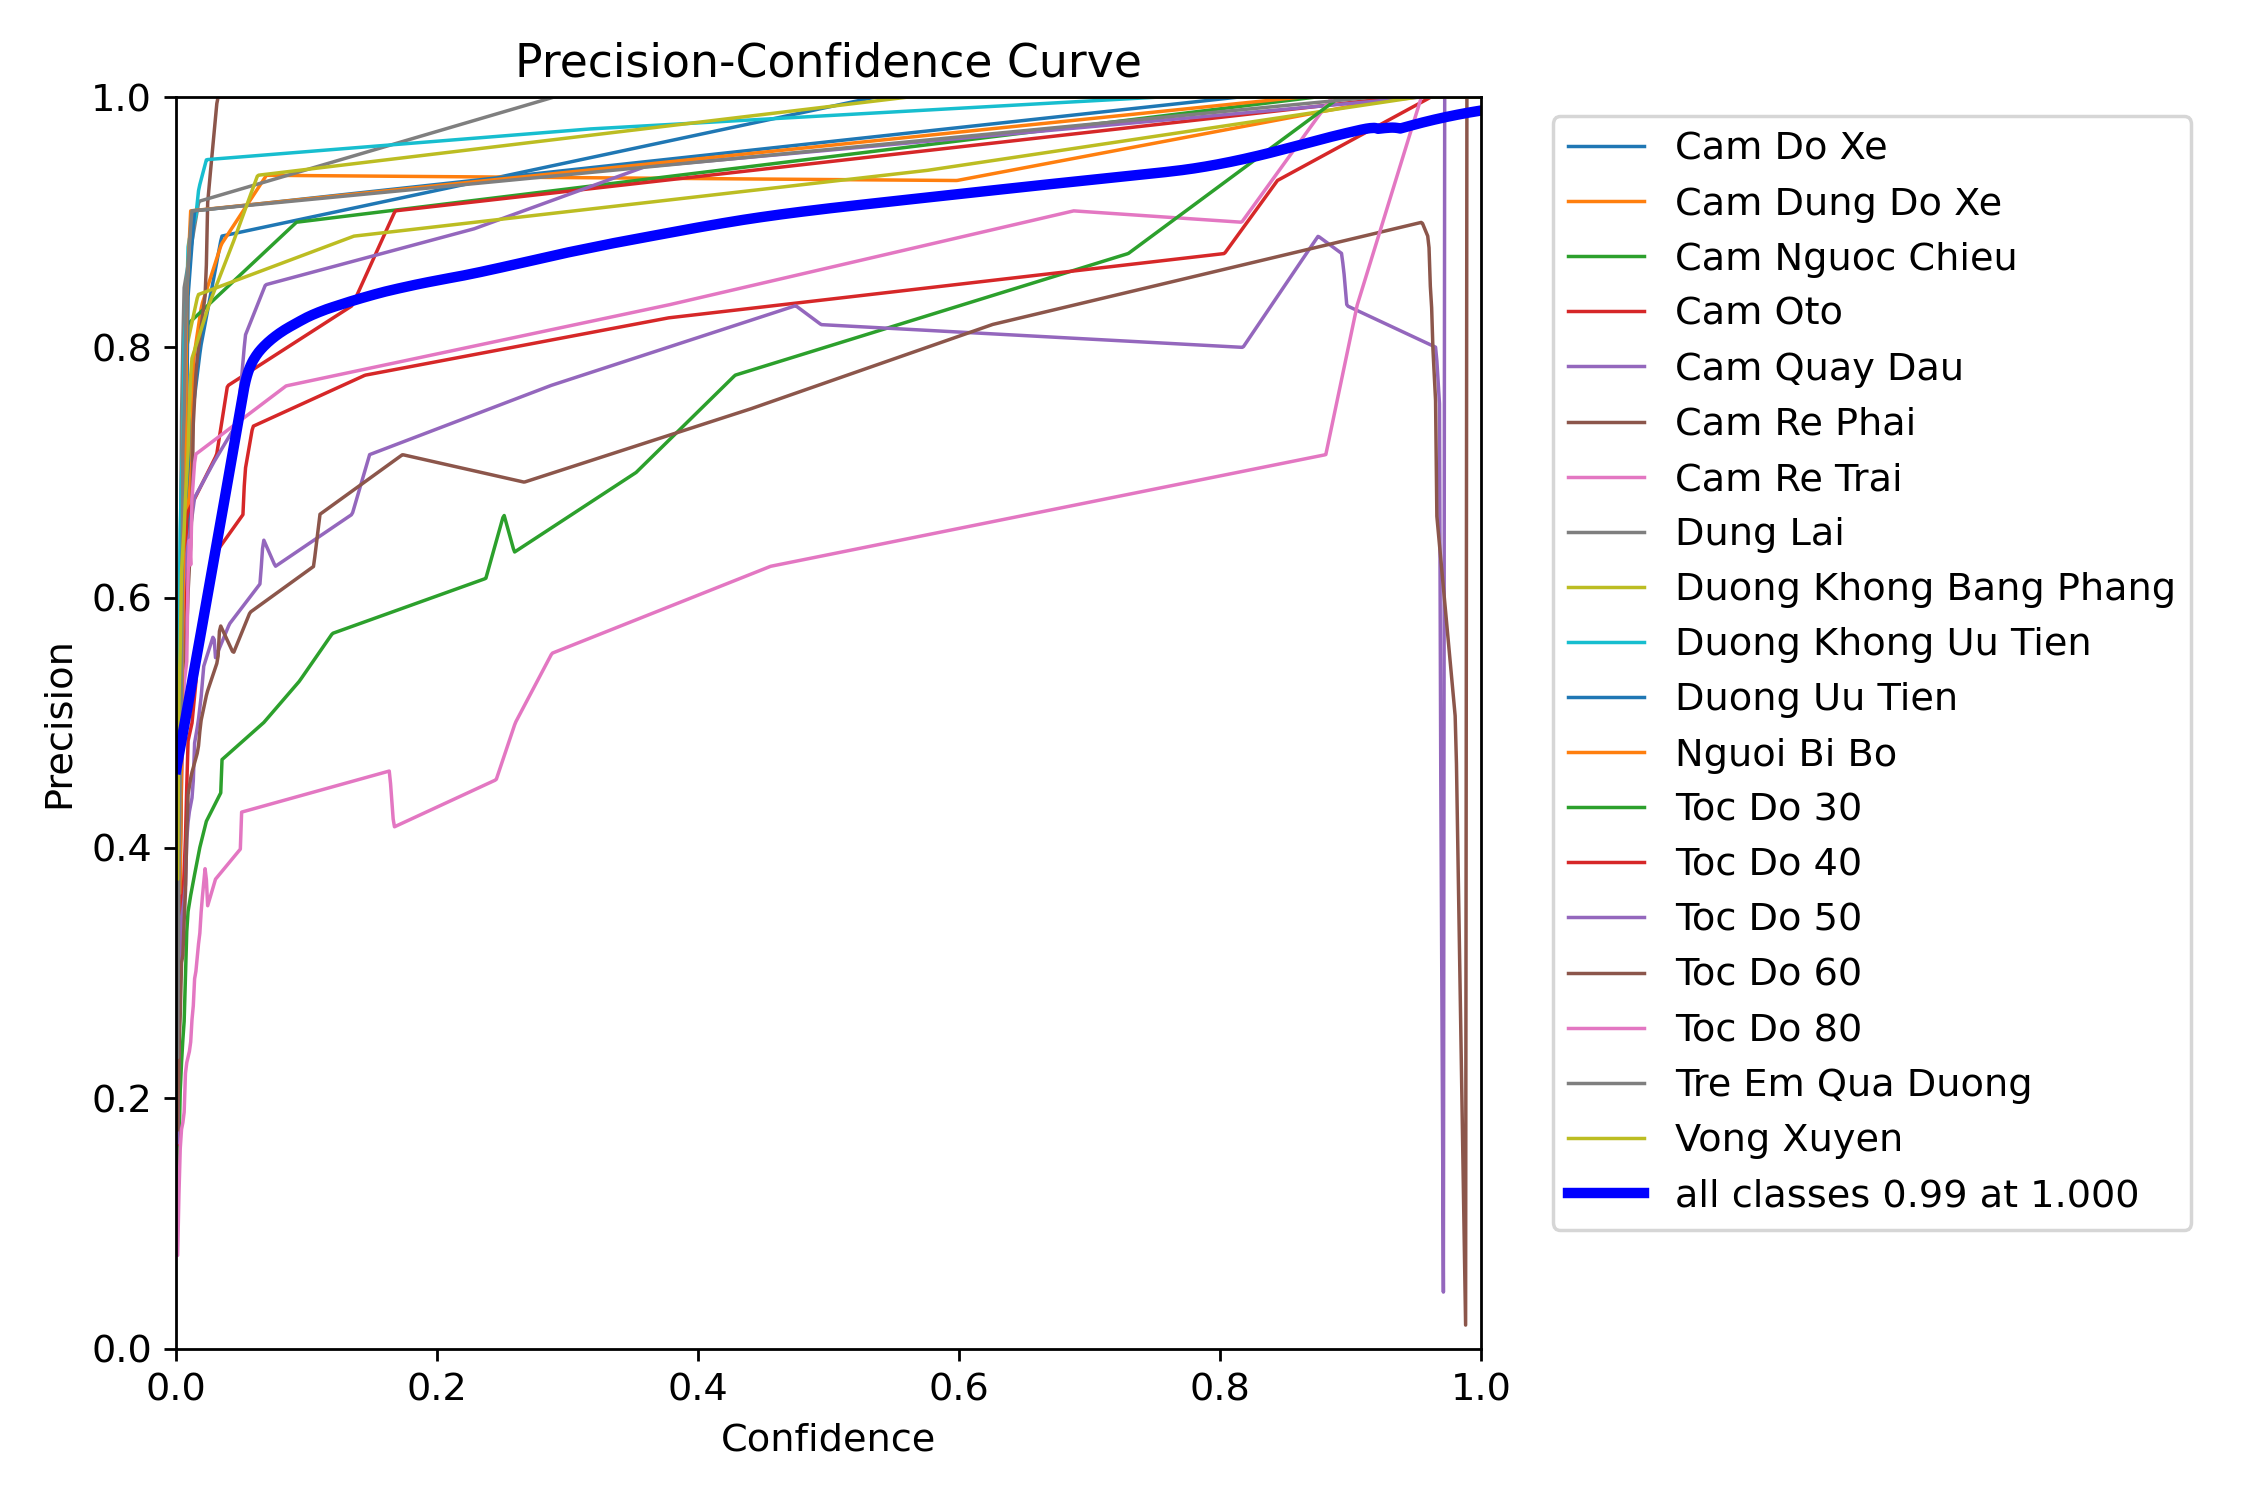 Precision-Confidence Curve
1.0
0.8
0.6
0.4
0.2
0.0
Precision
0.0 0.2 0.4 0.6 0.8 1.0
Confidence
Cam Do Xe
Cam Dung Do Xe
Cam Nguoc Chieu
Cam Oto
Cam Quay Dau
Cam Re Phai
Cam Re Trai
Dung Lai
Duong Khong Bang Phang
Duong Khong Uu Tien
Duong Uu Tien
Nguoi Bi Bo
Toc Do 30
Toc Do 40
Toc Do 50
Toc Do 60
Toc Do 80
Tre Em Qua Duong
Vong Xuyen
all classes 0.99 at 1.000